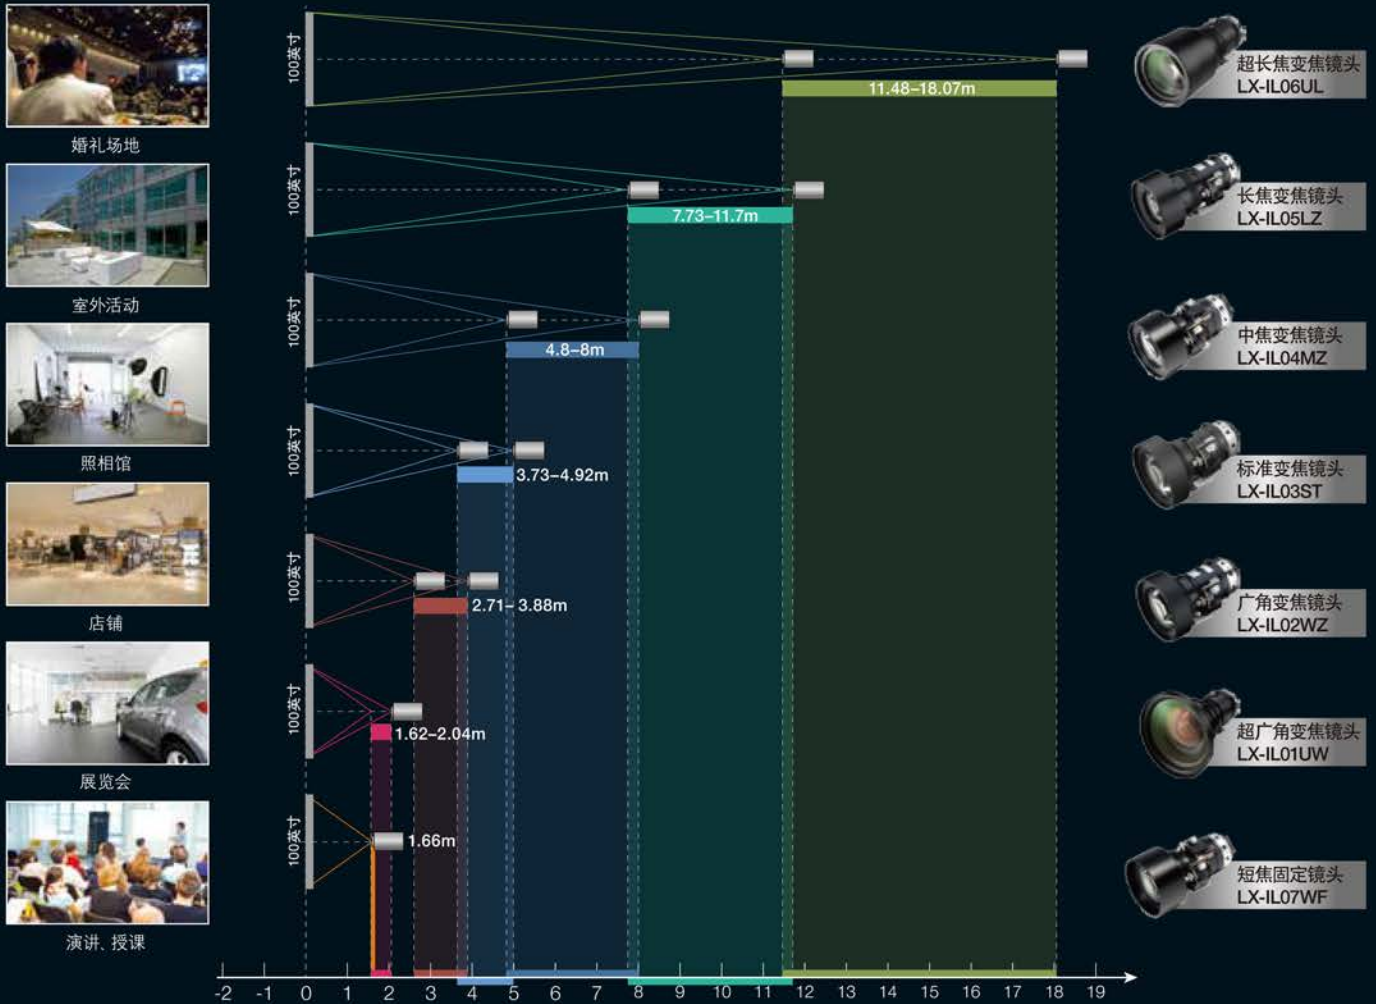 100英寸
11.48–18.07m
超长焦变焦镜头
LX-IL06UL
婚礼场地
100英寸
7.73–11.7m
长焦变焦镜头
LX-IL05LZ
室外活动
100英寸
4.8–8m
中焦变焦镜头
LX-IL04MZ
照相馆
100英寸
3.73–4.92m
标准变焦镜头
LX-IL03ST
店铺
100英寸
2.71– 3.88m
广角变焦镜头
LX-IL02WZ
展览会
100英寸
1.62–2.04m
超广角变焦镜头
LX-IL01UW
演讲、授课
100英寸
1.66m
短焦固定镜头
LX-IL07WF
-2 -1 0 1 2 3 4 5 6 7 8 9 10 11 12 13 14 15 16 17 18 19